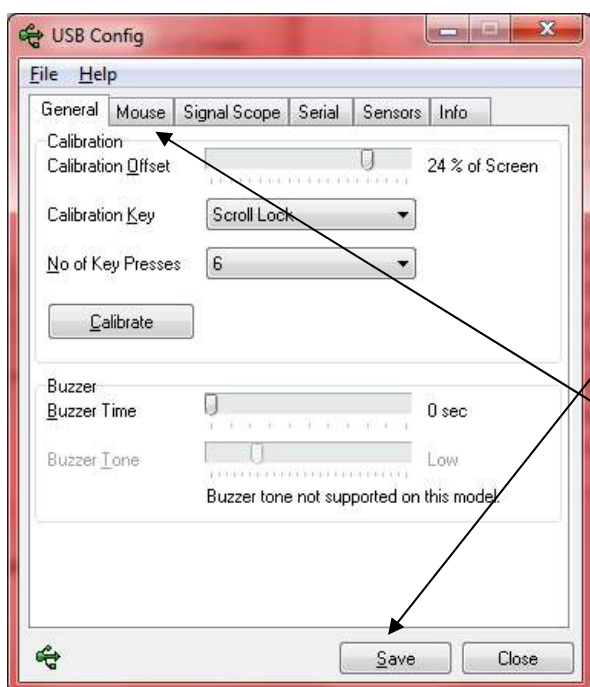 USB Config
File Help
General Mouse Signal Scope Serial Sensors Info
Calibration
Calibration Offset 24 % of Screen
Calibration Key Scroll Lock
No of Key Presses 6
Calibrate
Buzzer
Buzzer Time 0 sec
Buzzer Tone Low
Buzzer tone not supported on this model.
Save Close